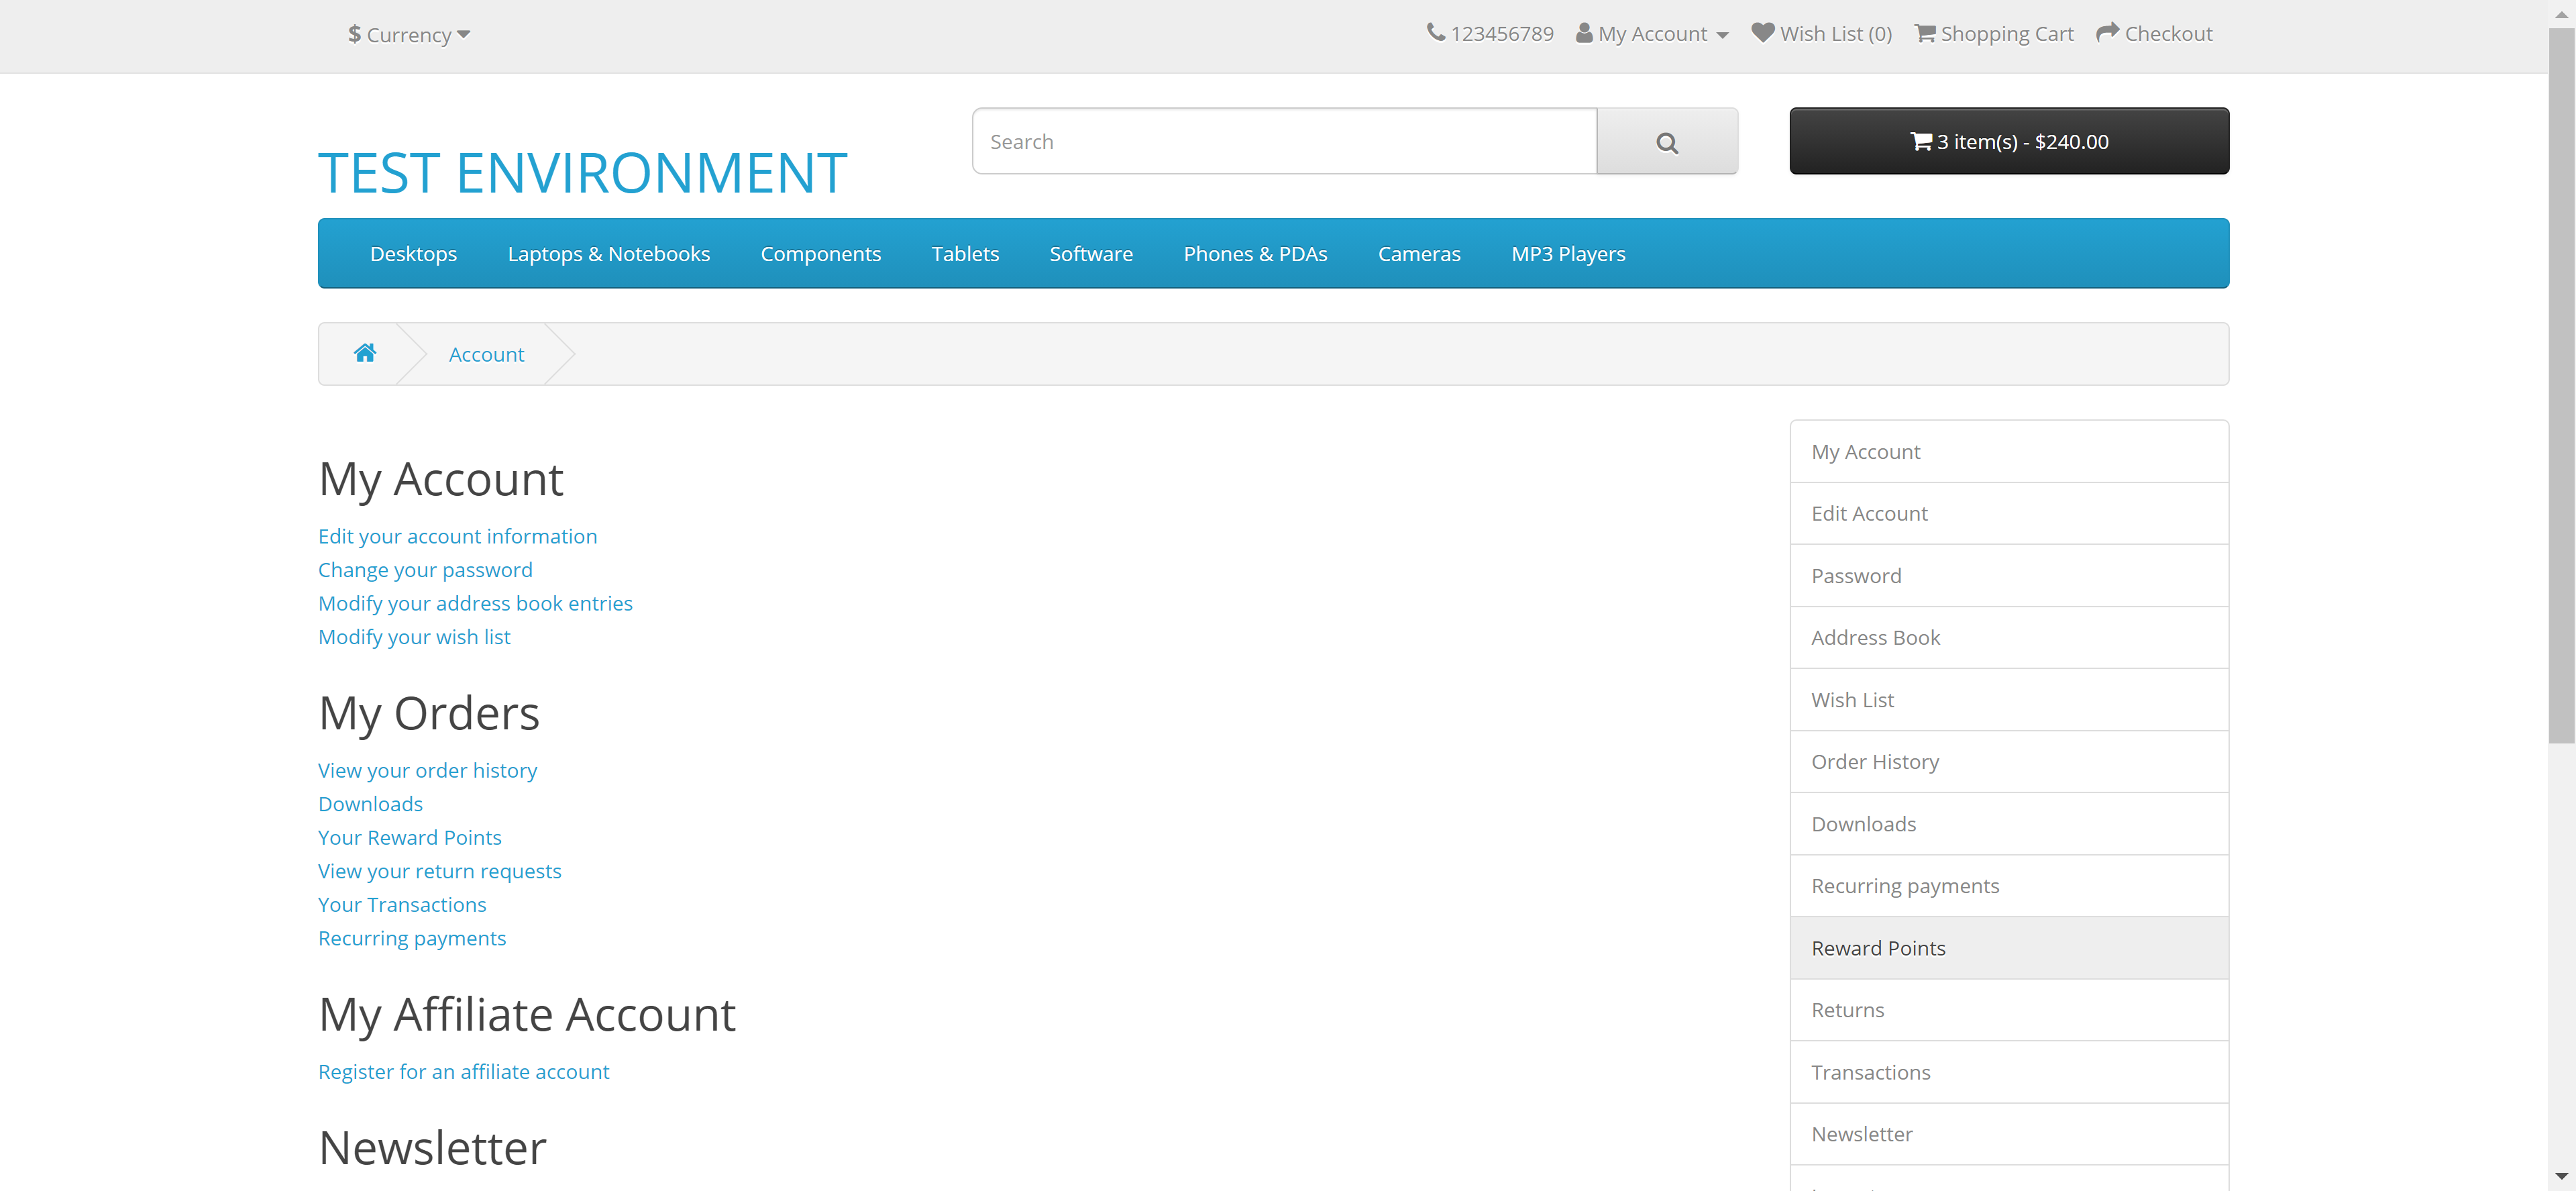 $ Currency
123456789 My Account Wish List (0) Shopping Cart Checkout
TEST ENVIRONMENT
Search
3 item(s) - $240.00
Desktops Laptops & Notebooks Components Tablets Software Phones & PDAs Cameras MP3 Players
Account
My Account
Edit your account information
Change your password
Modify your address book entries
Modify your wish list
My Orders
View your order history
Downloads
Your Reward Points
View your return requests
Your Transactions
Recurring payments
My Affiliate Account
Register for an affiliate account
Newsletter
My Account
Edit Account
Password
Address Book
Wish List
Order History
Downloads
Recurring payments
Reward Points
Returns
Transactions
Newsletter